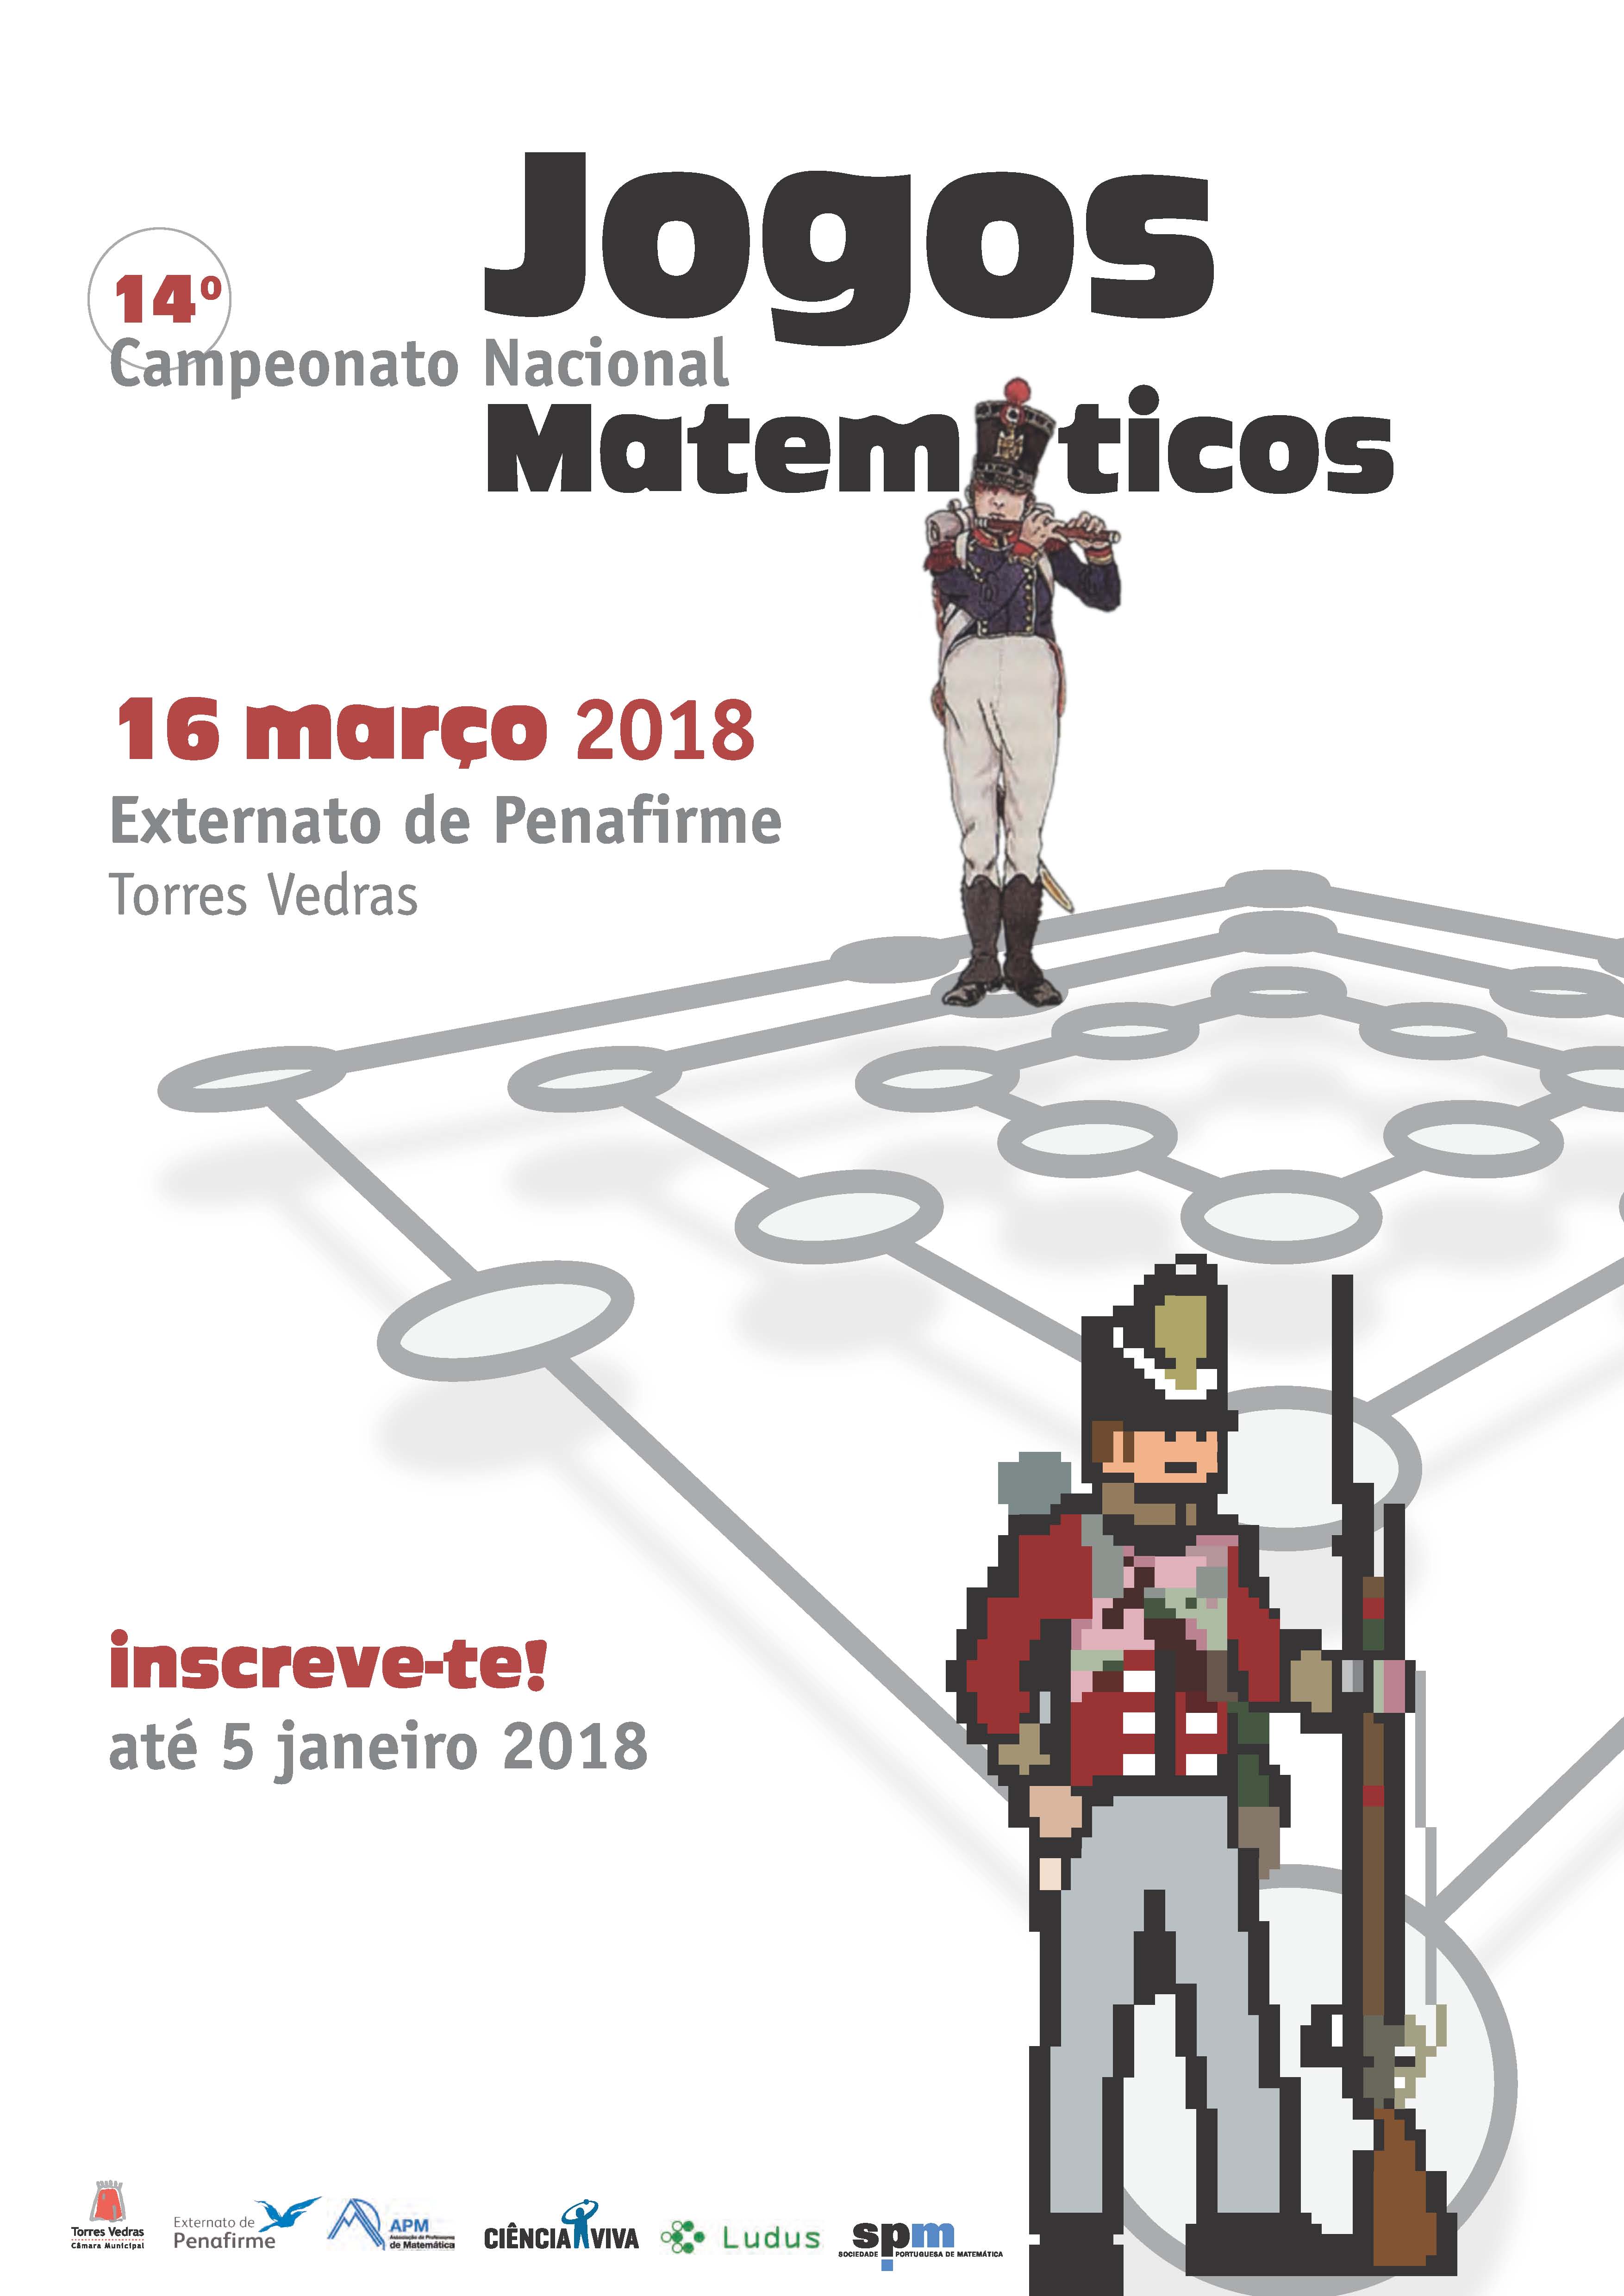 Jogos
14º
Campeonato Nacional
Matem ticos
16 março 2018
Externato de Penafirme
Torres Vedras
inscreve-te!
até 5 janeiro 2018
Torres Vedras
Câmara Municipal
Externato de
Penafirme
APM
Associação de Professores
de Matemática
CIÊNCIA VIVA
Ludus
spm
SOCIEDADE PORTUGUESA DE MATEMÁTICA